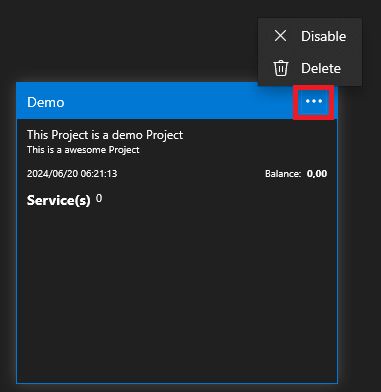 Disable
Delete
Demo
This Project is a demo Project
This is a awesome Project
2024/06/20 06:21:13 Balance: 0,00
Service(s) 0